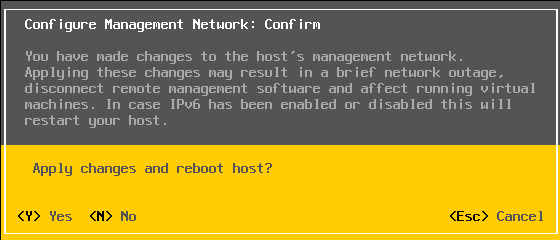 Configure Management Network: Confirm
You have made changes to the host's management network.
Applying these changes may result in a brief network outage,
disconnect remote management software and affect running virtual
machines. In case IPv6 has been enabled or disabled this will
restart your host.
Apply changes and reboot host?
<Y> Yes <N> No <Esc> Cancel